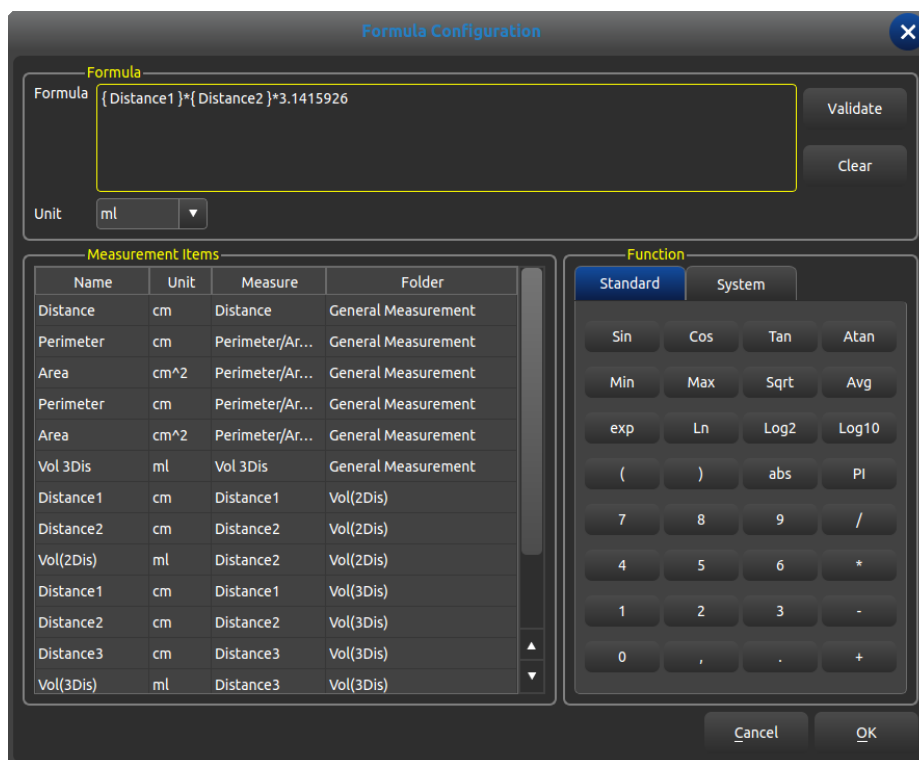 Formula Configuration
Formula
Formula { Distance1 }*{ Distance2 }*3.1415926
Validate
Clear
Unit ml
Measurement Items
Name Unit Measure Folder
Distance cm Distance General Measurement
Perimeter cm Perimeter/Ar... General Measurement
Area cm^2 Perimeter/Ar... General Measurement
Perimeter cm Perimeter/Ar... General Measurement
Area cm^2 Perimeter/Ar... General Measurement
Vol 3Dis ml Vol 3Dis General Measurement
Distance1 cm Distance1 Vol(2Dis)
Distance2 cm Distance2 Vol(2Dis)
Vol(2Dis) ml Distance2 Vol(2Dis)
Distance1 cm Distance1 Vol(3Dis)
Distance2 cm Distance2 Vol(3Dis)
Distance3 cm Distance3 Vol(3Dis)
Vol(3Dis) ml Distance3 Vol(3Dis)
Function
Standard System
Sin Cos Tan Atan
Min Max Sqrt Avg
exp Ln Log2 Log10
( ) abs PI
7 8 9 /
4 5 6 *
1 2 3 -
0 , . +
Cancel OK